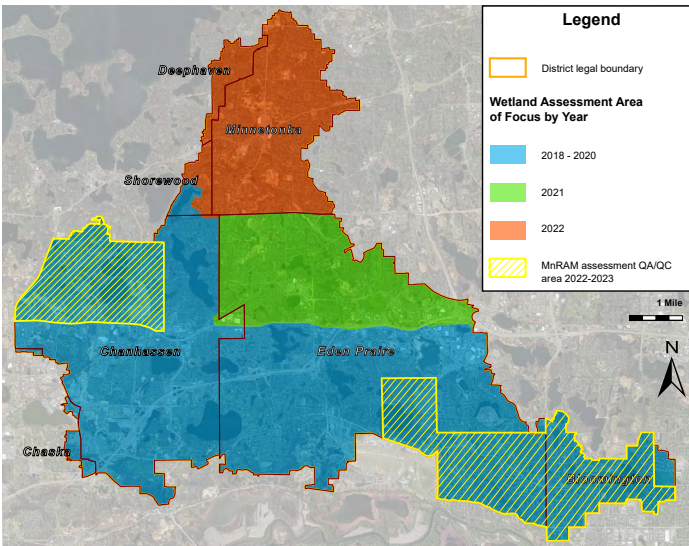 Legend
District legal boundary
Wetland Assessment Area
of Focus by Year
2018 - 2020
2021
2022
MnRAM assessment QA/QC
area 2022-2023
1 Mile
N
Deephaven
Minnetonka
Shorewood
Chanhassen
Eden Praire
Chaska
Bloomington